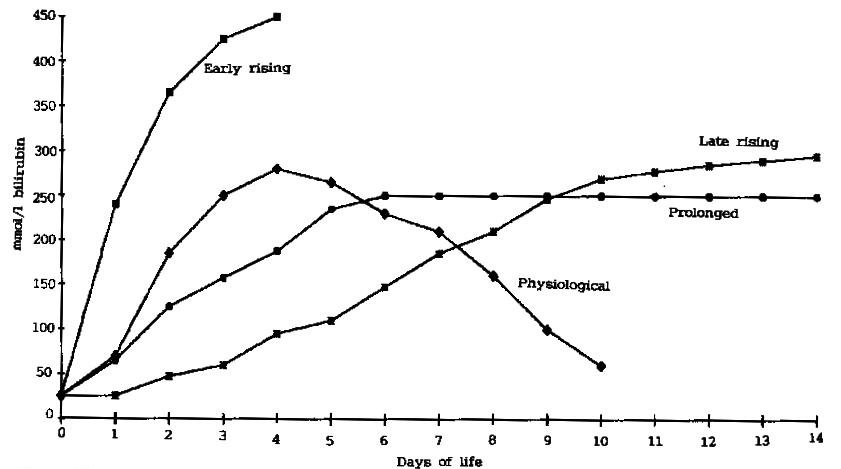 450
400
350
300
250
200
150
100
50
0
mmol/l bilirubin
Early rising
Late rising
Prolonged
Physiological
0 1 2 3 4 5 6 7 8 9 10 11 12 13 14
Days of life